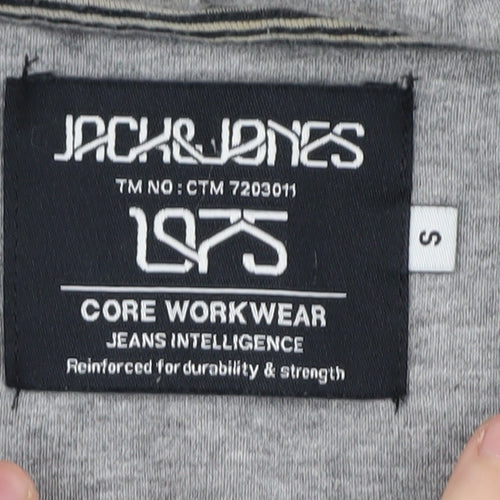 JACK&JONES
TM NO : CTM 7203011
1975
CORE WORKWEAR
JEANS INTELLIGENCE
Reinforced for durability & strength
S